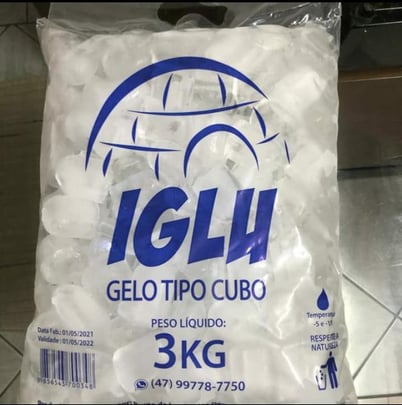 IGLU
GELO TIPO CUBO
PESO LÍQUIDO:
3KG
(47) 99778-7750
Data Fab.: 01/05/2021
Validade : 01/05/2022
Temperatura
RESPEITE A
NATUREZA